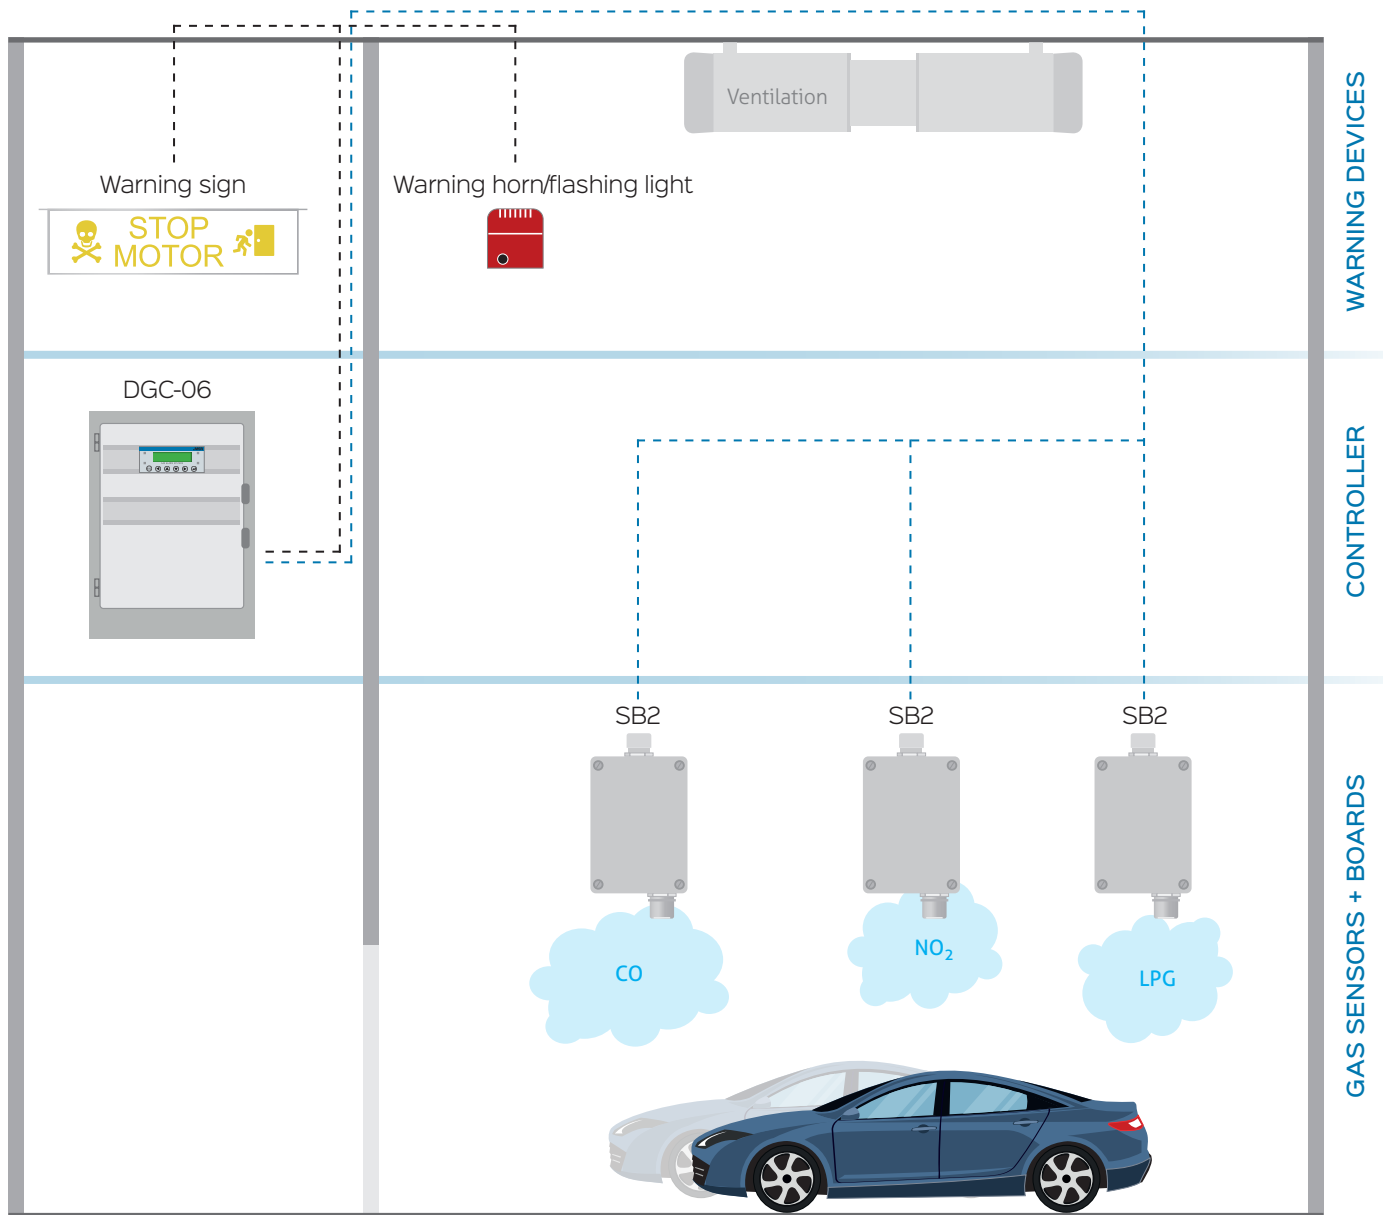 Ventilation
Warning sign
Warning horn/flashing light
STOP
MOTOR
WARNING DEVICES
DGC-06
CONTROLLER
SB2
SB2
SB2
CO
NO₂
LPG
GAS SENSORS + BOARDS